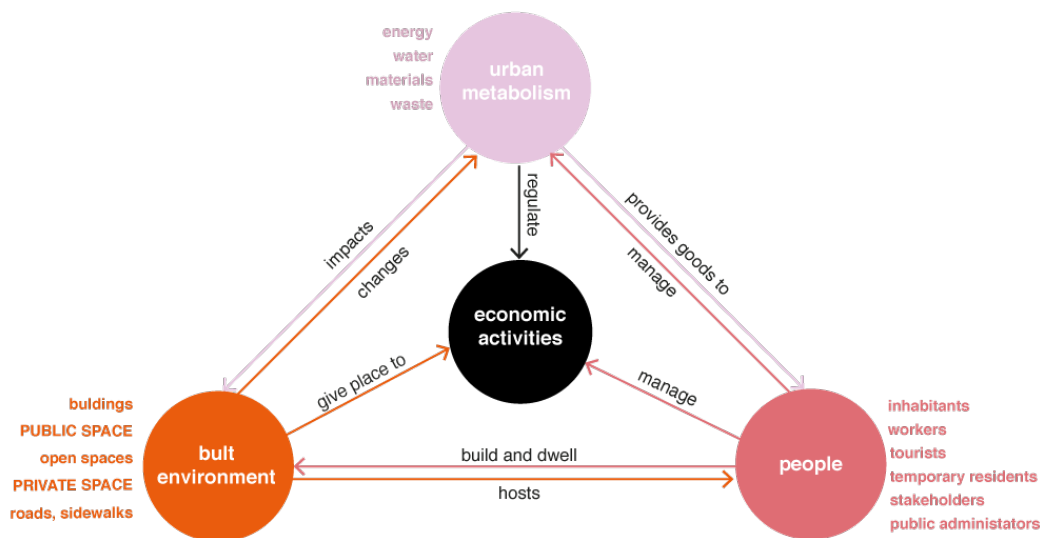 energy
water
materials
waste
urban
metabolism
regulate
impacts
changes
provides goods to
manage
economic
activities
give place to
manage
buldings
PUBLIC SPACE
open spaces
PRIVATE SPACE
roads, sidewalks
bult
environment
build and dwell
hosts
people
inhabitants
workers
tourists
temporary residents
stakeholders
public administators